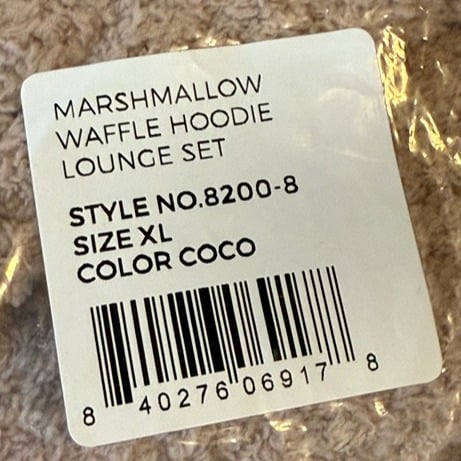 MARSHMALLOW
WAFFLE HOODIE
LOUNGE SET
STYLE NO.8200-8
SIZE XL
COLOR COCO
8 40276 06917 8